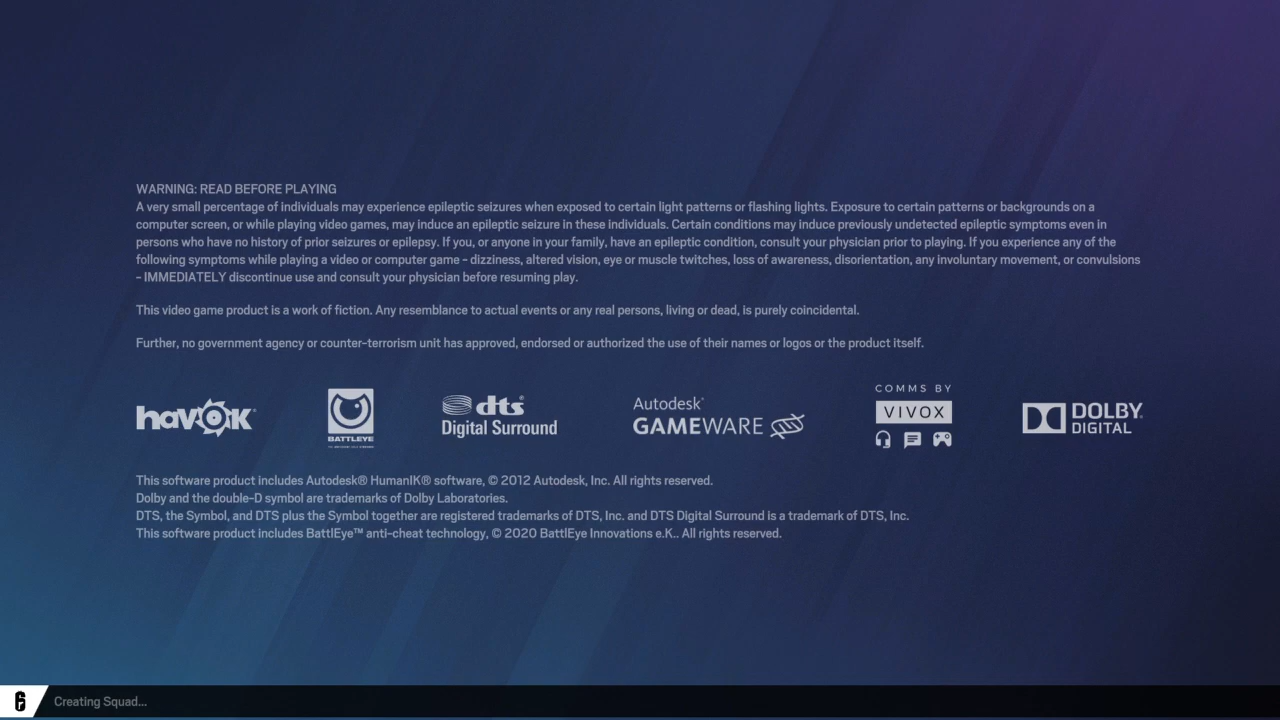 WARNING: READ BEFORE PLAYING
A very small percentage of individuals may experience epileptic seizures when exposed to certain light patterns or flashing lights. Exposure to certain patterns or backgrounds on a
computer screen, or while playing video games, may induce an epileptic seizure in these individuals. Certain conditions may induce previously undetected epileptic symptoms even in
persons who have no history of prior seizures or epilepsy. If you, or anyone in your family, have an epileptic condition, consult your physician prior to playing. If you experience any of the
following symptoms while playing a video or computer game - dizziness, altered vision, eye or muscle twitches, loss of awareness, disorientation, any involuntary movement, or convulsions
- IMMEDIATELY discontinue use and consult your physician before resuming play.
This video game product is a work of fiction. Any resemblance to actual events or any real persons, living or dead, is purely coincidental.
Further, no government agency or counter-terrorism unit has approved, endorsed or authorized the use of their names or logos or the product itself.
havok®
BATTLEYE
dts®
Digital Surround
Autodesk®
GAMEWARE
COMMS BY
VIVOX
DOLBY®
DIGITAL
This software product includes Autodesk® HumanIK® software, © 2012 Autodesk, Inc. All rights reserved.
Dolby and the double-D symbol are trademarks of Dolby Laboratories.
DTS, the Symbol, and DTS plus the Symbol together are registered trademarks of DTS, Inc. and DTS Digital Surround is a trademark of DTS, Inc.
This software product includes BattlEye™ anti-cheat technology, © 2020 BattlEye Innovations e.K.. All rights reserved.
6
Creating Squad...